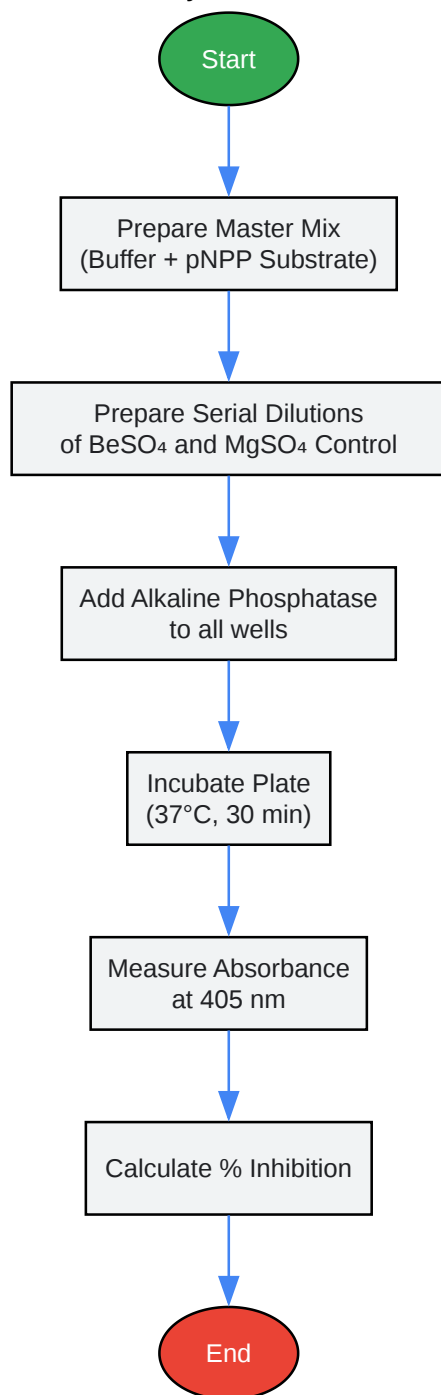 Start
Prepare Master Mix
(Buffer + pNPP Substrate)
Prepare Serial Dilutions
of BeSO₄ and MgSO₄ Control
Add Alkaline Phosphatase
to all wells
Incubate Plate
(37°C, 30 min)
Measure Absorbance
at 405 nm
Calculate % Inhibition
End